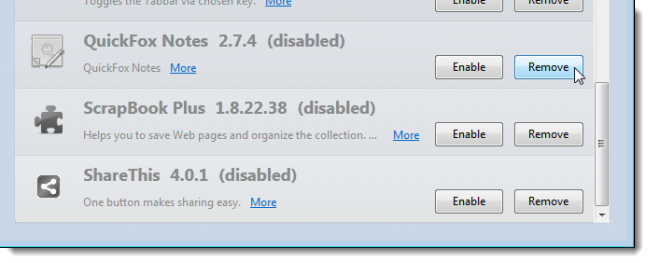 Toggles the Tabbar via chosen key. More
Enable Remove
QuickFox Notes 2.7.4 (disabled)
QuickFox Notes More
Enable Remove
ScrapBook Plus 1.8.22.38 (disabled)
Helps you to save Web pages and organize the collection. ... More
Enable Remove
ShareThis 4.0.1 (disabled)
One button makes sharing easy. More
Enable Remove